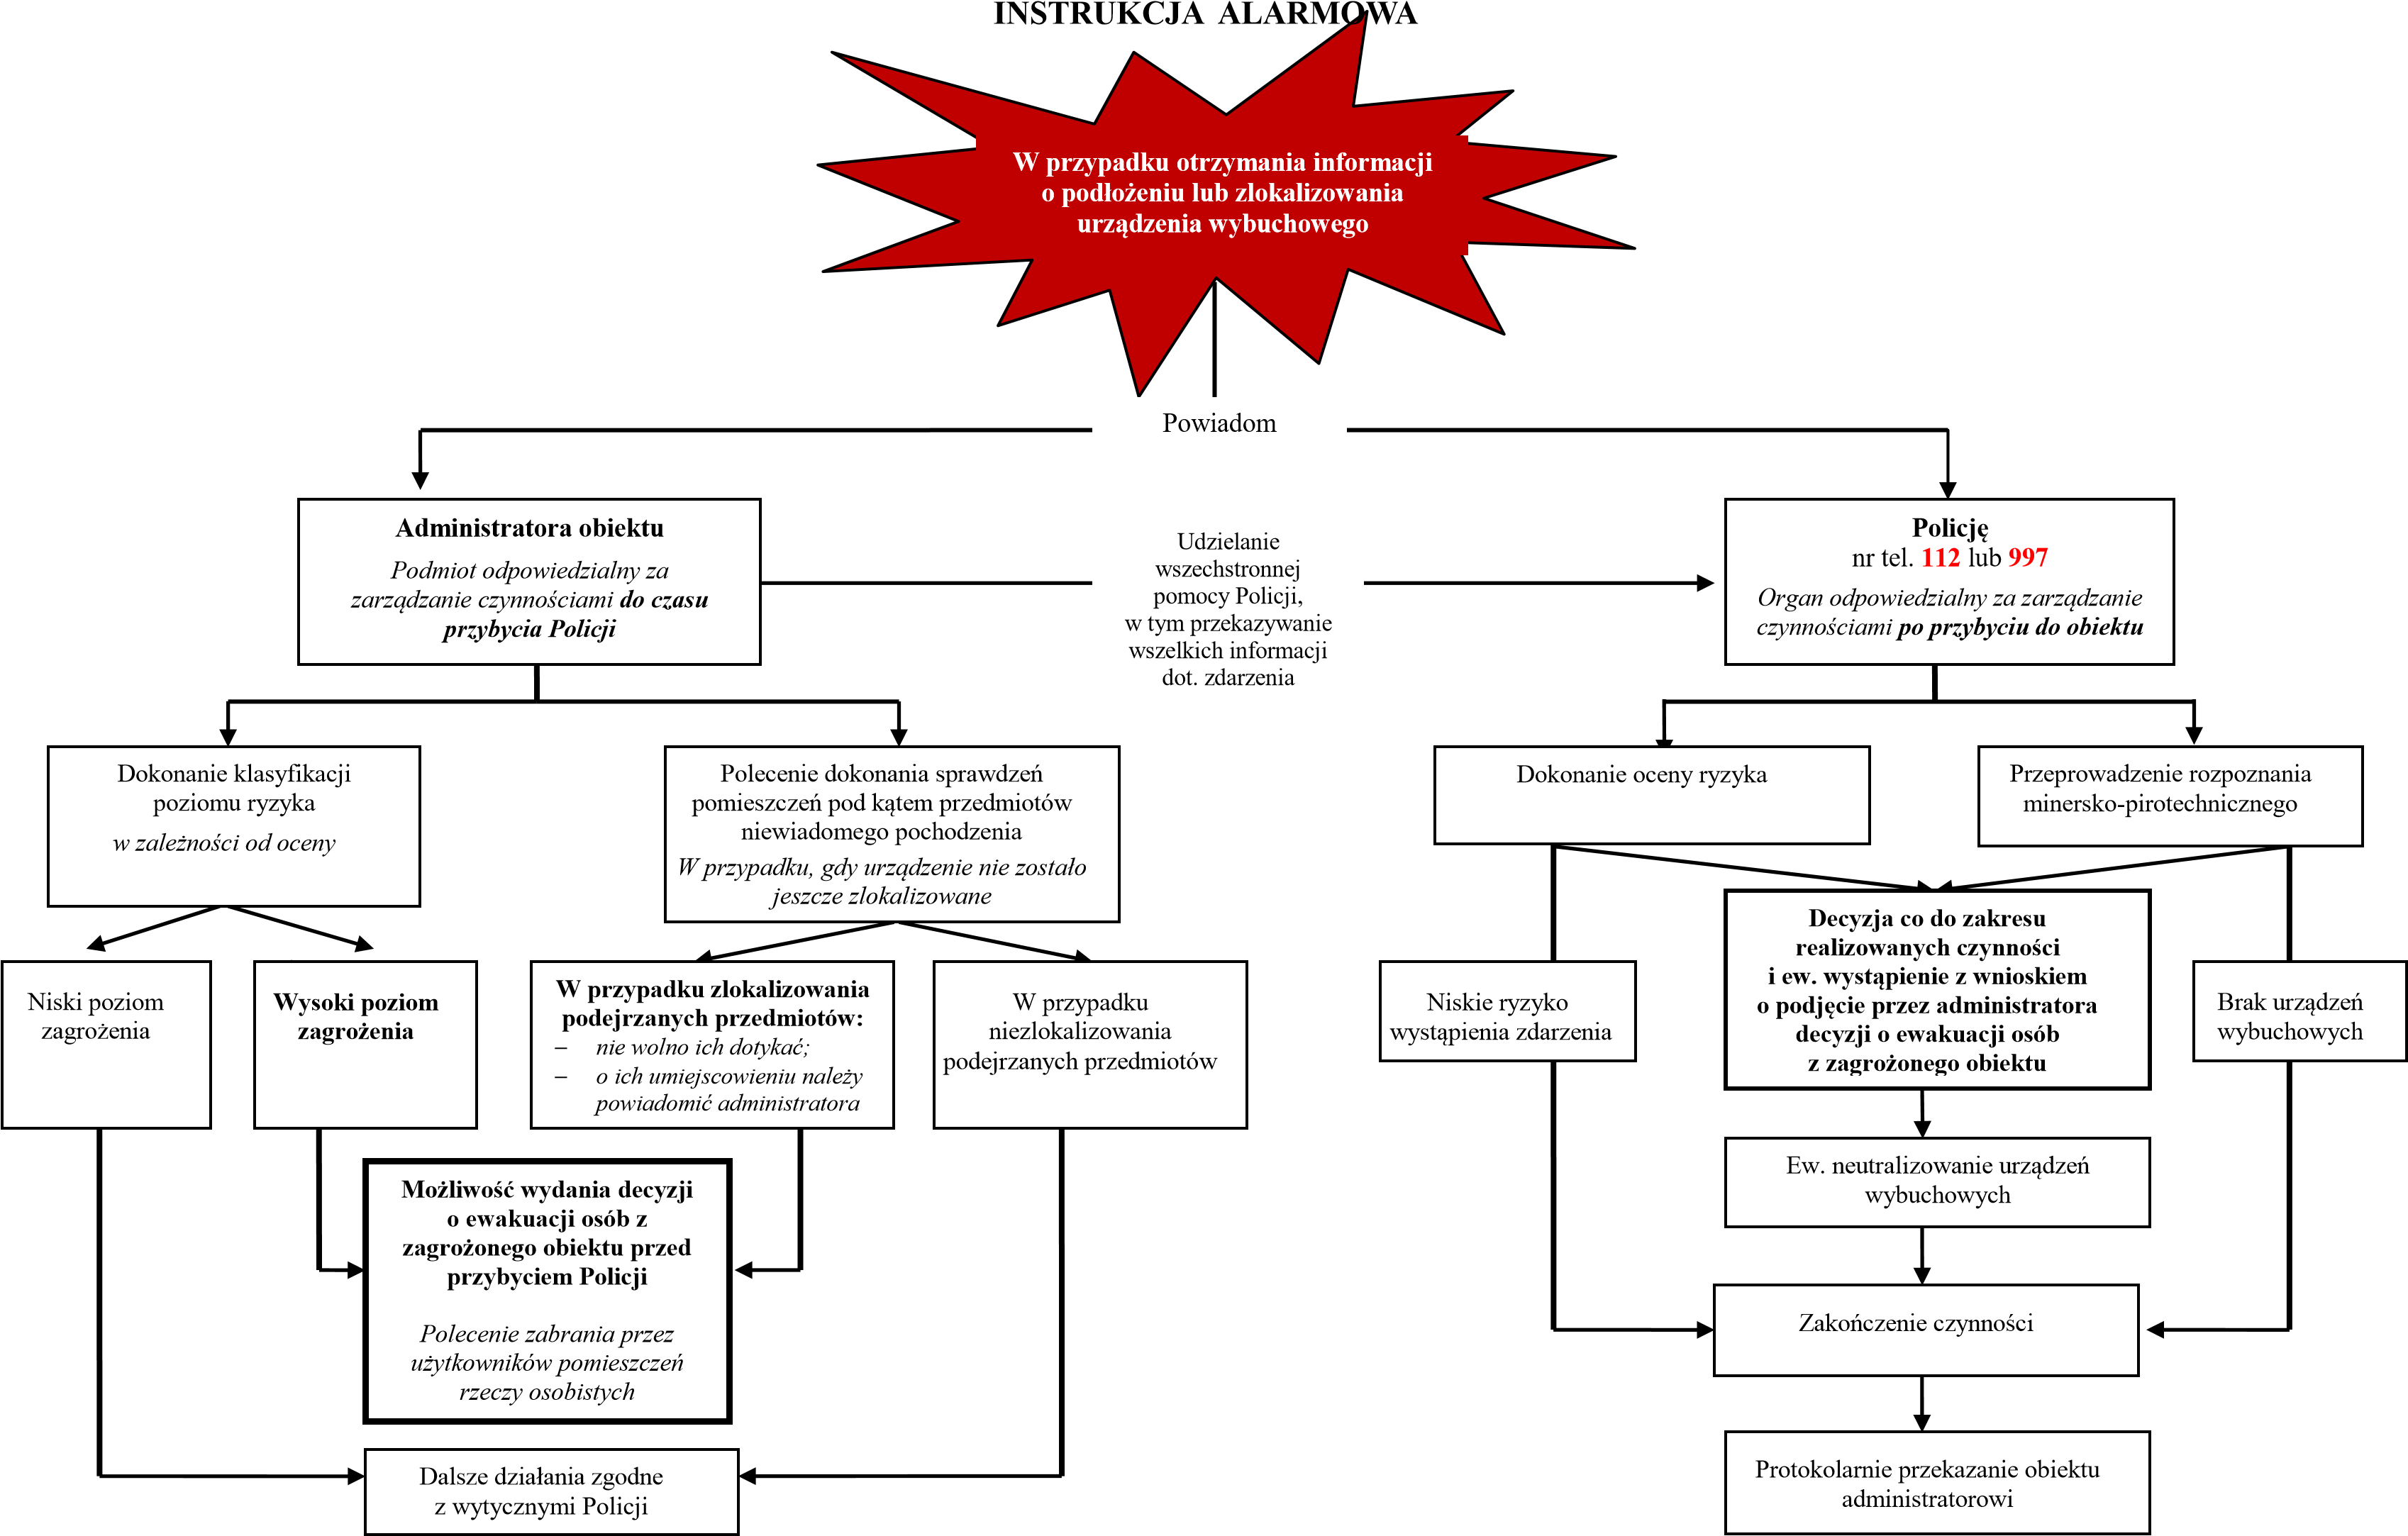 INSTRUKCJA ALARMOWA
W przypadku otrzymania informacji
o podłożeniu lub zlokalizowania
urządzenia wybuchowego
Powiadom
Administratora obiektu
Podmiot odpowiedzialny za
zarządzanie czynnościami do czasu
przybycia Policji
Udzielanie
wszechstronnej
pomocy Policji,
w tym przekazywanie
wszelkich informacji
dot. zdarzenia
Policję
nr tel. 112 lub 997
Organ odpowiedzialny za zarządzanie
czynnościami po przybyciu do obiektu
Dokonanie klasyfikacji
poziomu ryzyka
w zależności od oceny
Polecenie dokonania sprawdzeń
pomieszczeń pod kątem przedmiotów
niewiadomego pochodzenia
W przypadku, gdy urządzenie nie zostało
jeszcze zlokalizowane
Dokonanie oceny ryzyka
Przeprowadzenie rozpoznania
minersko-pirotechnicznego
Niski poziom
zagrożenia
Wysoki poziom
zagrożenia
W przypadku zlokalizowania
podejrzanych przedmiotów:
– nie wolno ich dotykać;
– o ich umiejscowieniu należy
powiadomić administratora
W przypadku
niezlokalizowania
podejrzanych przedmiotów
Niskie ryzyko
wystąpienia zdarzenia
Decyzja co do zakresu
realizowanych czynności
i ew. wystąpienie z wnioskiem
o podjęcie przez administratora
decyzji o ewakuacji osób
z zagrożonego obiektu
Brak urządzeń
wybuchowych
Możliwość wydania decyzji
o ewakuacji osób z
zagrożonego obiektu przed
przybyciem Policji
Polecenie zabrania przez
użytkowników pomieszczeń
rzeczy osobistych
Ew. neutralizowanie urządzeń
wybuchowych
Zakończenie czynności
Dalsze działania zgodne
z wytycznymi Policji
Protokolarnie przekazanie obiektu
administratorowi